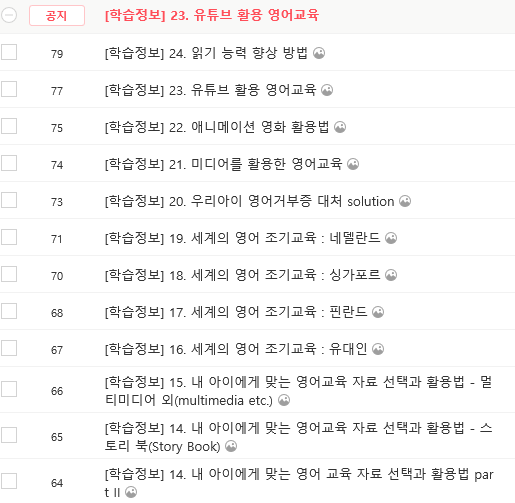 공지 [학습정보] 23. 유튜브 활용 영어교육
79 [학습정보] 24. 읽기 능력 향상 방법
77 [학습정보] 23. 유튜브 활용 영어교육
75 [학습정보] 22. 애니메이션 영화 활용법
74 [학습정보] 21. 미디어를 활용한 영어교육
73 [학습정보] 20. 우리아이 영어거부증 대처 solution
71 [학습정보] 19. 세계의 영어 조기교육 : 네델란드
70 [학습정보] 18. 세계의 영어 조기교육 : 싱가포르
68 [학습정보] 17. 세계의 영어 조기교육 : 핀란드
67 [학습정보] 16. 세계의 영어 조기교육 : 유대인
66 [학습정보] 15. 내 아이에게 맞는 영어교육 자료 선택과 활용법 - 멀
티미디어 외(multimedia etc.)
65 [학습정보] 14. 내 아이에게 맞는 영어교육 자료 선택과 활용법 - 스
토리 북(Story Book)
64 [학습정보] 14. 내 아이에게 맞는 영어 교육 자료 선택과 활용법 par
t II